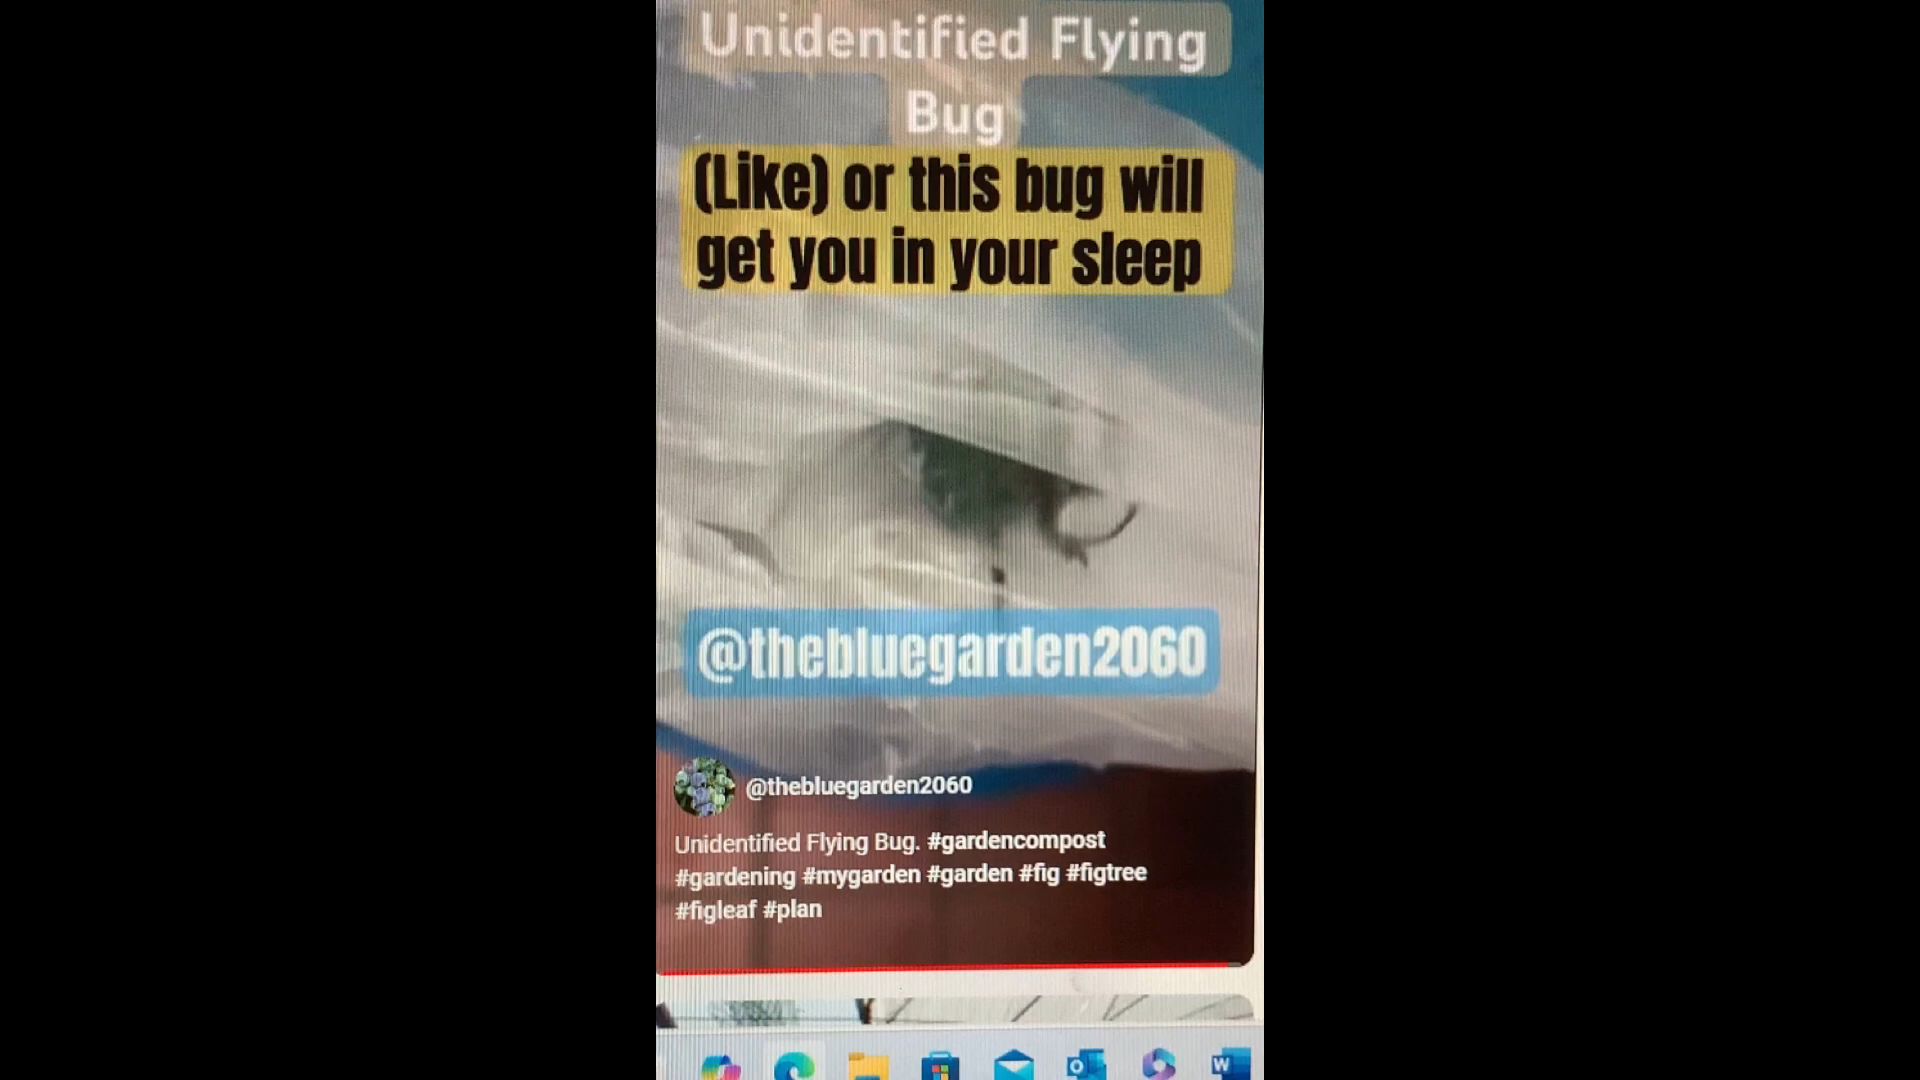 Unidentified Flying
Bug
(Like) or this bug will
get you in your sleep
@thebluegarden2060
@thebluegarden2060
Unidentified Flying Bug. #gardencompost
#gardening #mygarden #garden #fig #figtree
#figleaf #plan